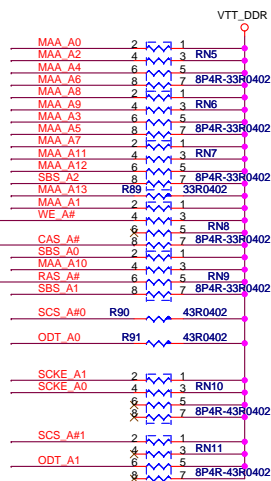 VTT_DDR
MAA_A0 2 1
MAA_A2 4 3 RN5
MAA_A4 6 5
MAA_A6 8 7 8P4R-33R0402
MAA_A8 2 1
MAA_A9 4 3 RN6
MAA_A3 6 5
MAA_A5 8 7 8P4R-33R0402
MAA_A7 2 1
MAA_A11 4 3 RN7
MAA_A12 6 5
SBS_A2 8 7 8P4R-33R0402
MAA_A13 R89 33R0402
MAA_A1 2 1
WE_A# 4 3
6 5 RN8
CAS_A# 8 7 8P4R-33R0402
SBS_A0 2 1
MAA_A10 4 3
RAS_A# 6 5 RN9
SBS_A1 8 7 8P4R-33R0402
SCS_A#0 R90 43R0402
ODT_A0 R91 43R0402
SCKE_A1 2 1
SCKE_A0 4 3 RN10
6 5
8 7 8P4R-43R0402
SCS_A#1 2 1
4 3 RN11
ODT_A1 6 5
8 7 8P4R-43R0402